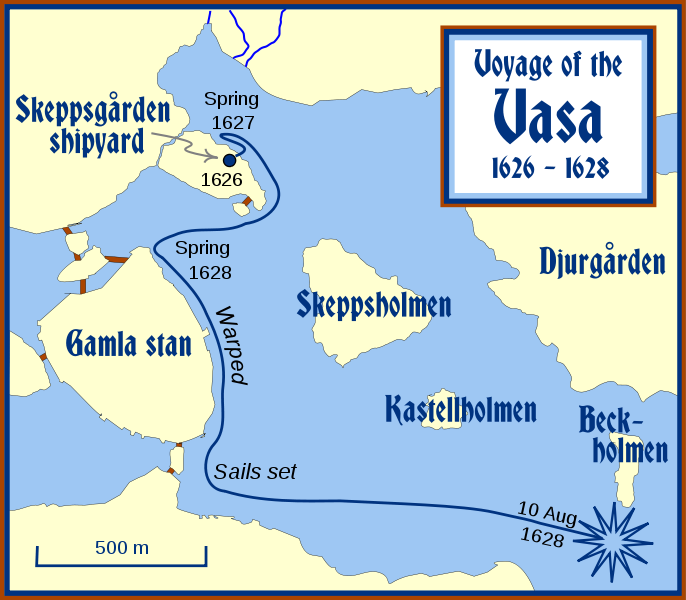 Voyage of the
Vasa
1626 - 1628
Skeppsgården
shipyard
Spring
1627
1626
Spring
1628
Warped
Gamla stan
Skeppsholmen
Djurgården
Kastellholmen
Beck-
holmen
Sails set
10 Aug
1628
500 m